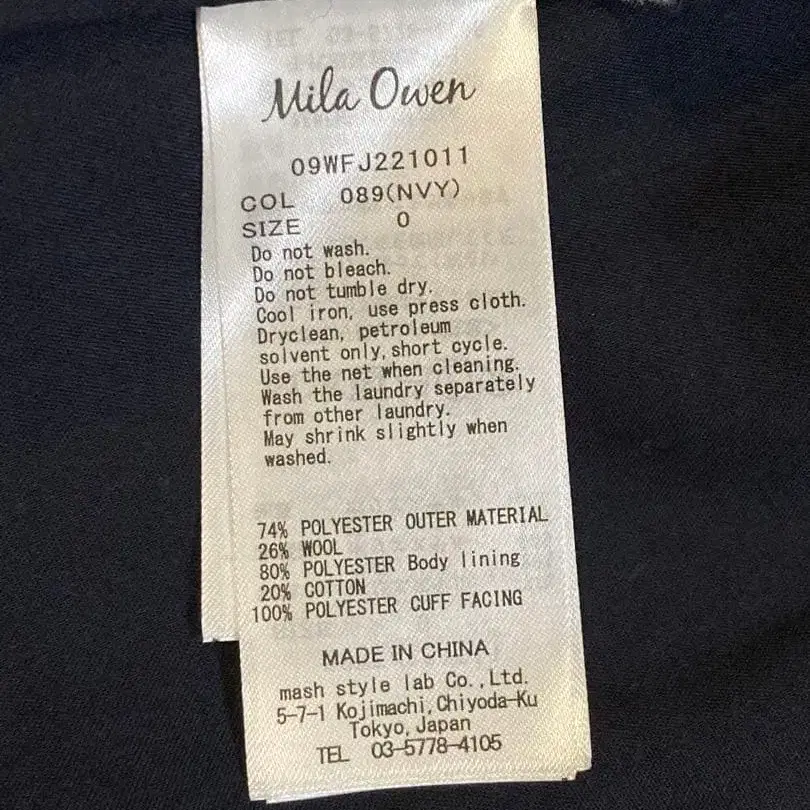 Mila Owen
09WFJ221011
COL 089(NVY)
SIZE 0
Do not wash.
Do not bleach.
Do not tumble dry.
Cool iron, use press cloth.
Dryclean, petroleum
solvent only, short cycle.
Use the net when cleaning.
Wash the laundry separately
from other laundry.
May shrink slightly when
washed.
74% POLYESTER OUTER MATERIAL
26% WOOL
80% POLYESTER Body lining
20% COTTON
100% POLYESTER CUFF FACING
MADE IN CHINA
mash style lab Co.,Ltd.
5-7-1 Kojimachi, Chiyoda-Ku
Tokyo, Japan
TEL 03-5778-4105